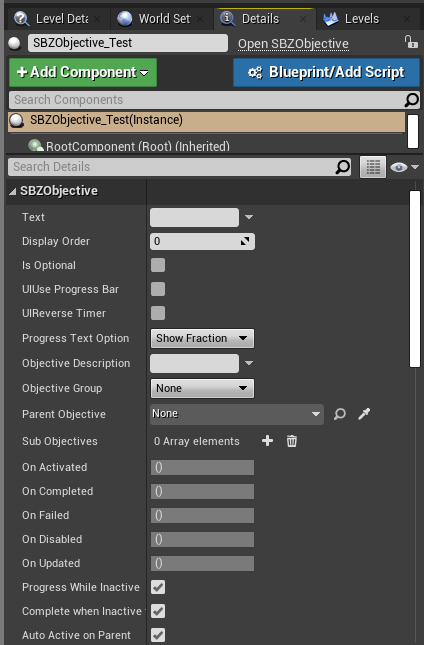 Level Deta
World Set
Details
Levels
SBZObjective_Test
Open SBZObjective
+ Add Component
Blueprint/Add Script
Search Components
SBZObjective_Test(Instance)
RootComponent (Root) (Inherited)
Search Details
SBZObjective
Text
Display Order 0
Is Optional
UIUse Progress Bar
UIReverse Timer
Progress Text Option Show Fraction
Objective Description
Objective Group None
Parent Objective None
Sub Objectives 0 Array elements
On Activated ()
On Completed ()
On Failed ()
On Disabled ()
On Updated ()
Progress While Inactive
Complete when Inactive
Auto Active on Parent